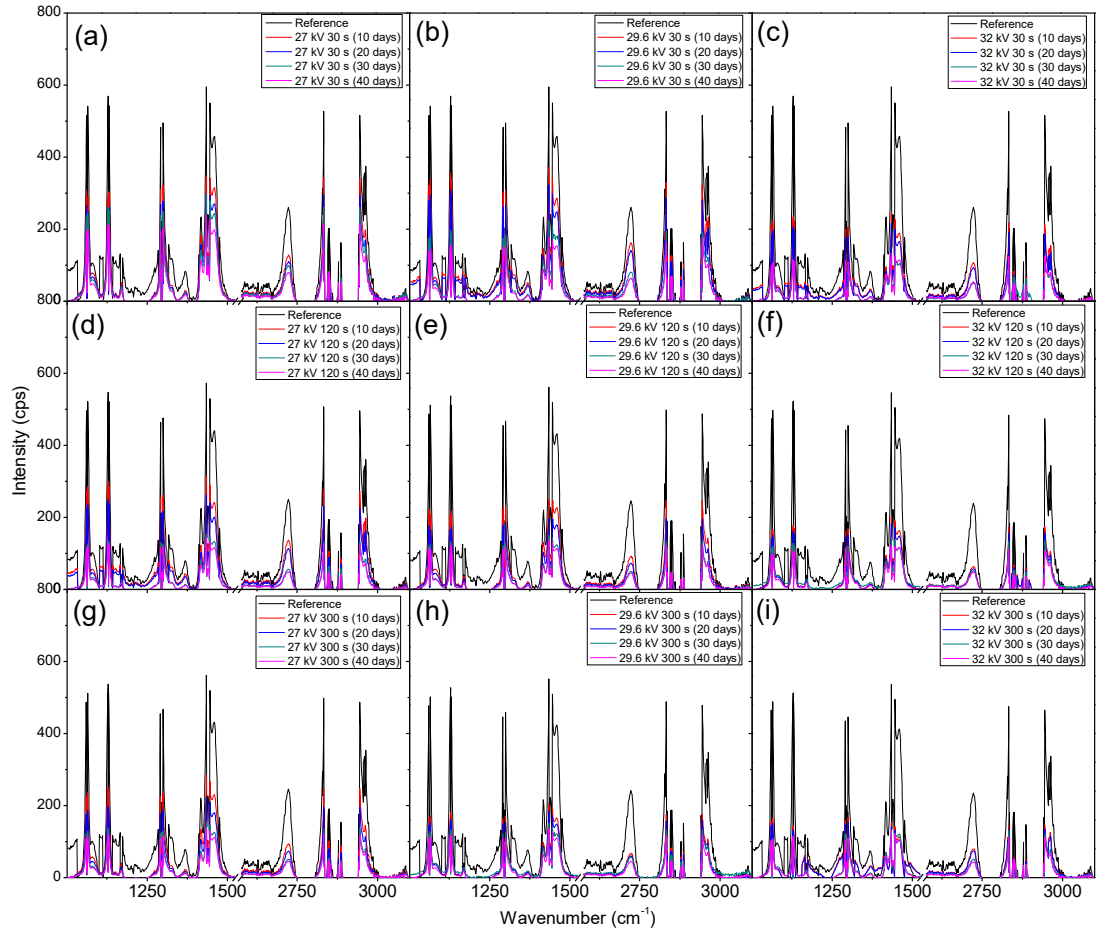 (a)
Reference
27 kV 30 s (10 days)
27 kV 30 s (20 days)
27 kV 30 s (30 days)
27 kV 30 s (40 days)
(b)
Reference
29.6 kV 30 s (10 days)
29.6 kV 30 s (20 days)
29.6 kV 30 s (30 days)
29.6 kV 30 s (40 days)
(c)
Reference
32 kV 30 s (10 days)
32 kV 30 s (20 days)
32 kV 30 s (30 days)
32 kV 30 s (40 days)
800
600
400
200
800
(d)
Reference
27 kV 120 s (10 days)
27 kV 120 s (20 days)
27 kV 120 s (30 days)
27 kV 120 s (40 days)
(e)
Reference
29.6 kV 120 s (10 days)
29.6 kV 120 s (20 days)
29.6 kV 120 s (30 days)
29.6 kV 120 s (40 days)
(f)
Reference
32 kV 120 s (10 days)
32 kV 120 s (20 days)
32 kV 120 s (30 days)
32 kV 120 s (40 days)
600
400
200
800
Intensity (cps)
(g)
Reference
27 kV 300 s (10 days)
27 kV 300 s (20 days)
27 kV 300 s (30 days)
27 kV 300 s (40 days)
(h)
Reference
29.6 kV 300 s (10 days)
29.6 kV 300 s (20 days)
29.6 kV 300 s (30 days)
29.6 kV 300 s (40 days)
(i)
Reference
32 kV 300 s (10 days)
32 kV 300 s (20 days)
32 kV 300 s (30 days)
32 kV 300 s (40 days)
600
400
200
0
1250 1500 2750 3000 1250 1500 2750 3000 1250 1500 2750 3000
Wavenumber (cm⁻¹)